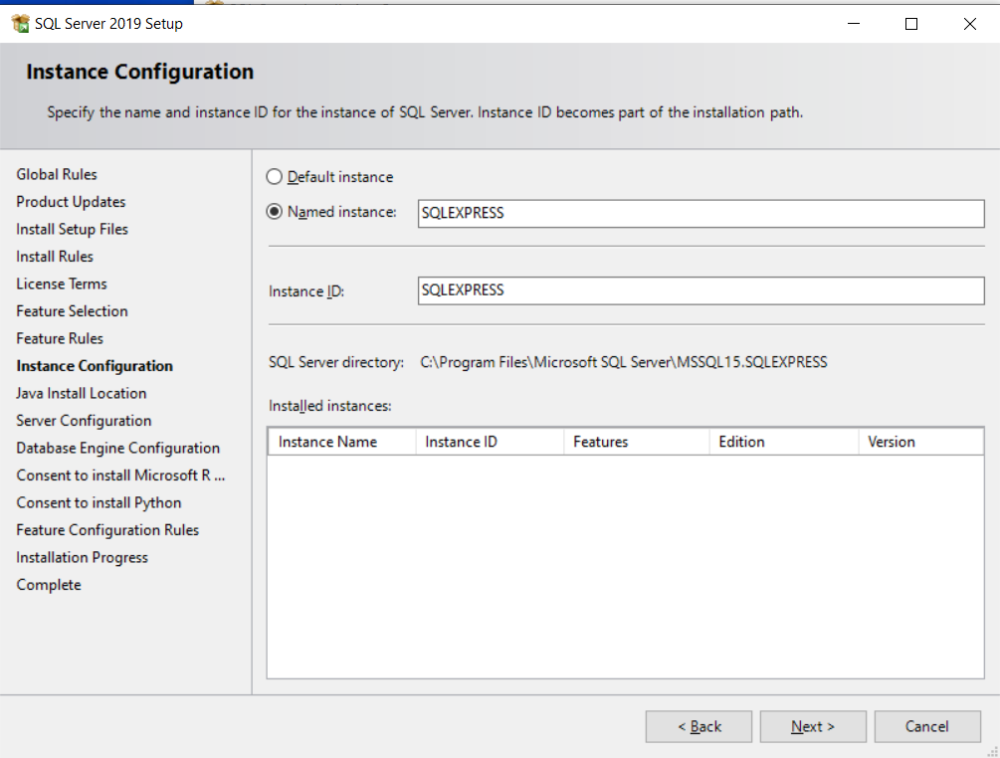 SQL Server 2019 Setup
Instance Configuration
Specify the name and instance ID for the instance of SQL Server. Instance ID becomes part of the installation path.
Global Rules
Product Updates
Install Setup Files
Install Rules
License Terms
Feature Selection
Feature Rules
Instance Configuration
Java Install Location
Server Configuration
Database Engine Configuration
Consent to install Microsoft R ...
Consent to install Python
Feature Configuration Rules
Installation Progress
Complete
Default instance
Named instance: SQLEXPRESS
Instance ID: SQLEXPRESS
SQL Server directory: C:\Program Files\Microsoft SQL Server\MSSQL15.SQLEXPRESS
Installed instances:
Instance Name Instance ID Features Edition Version
< Back Next > Cancel